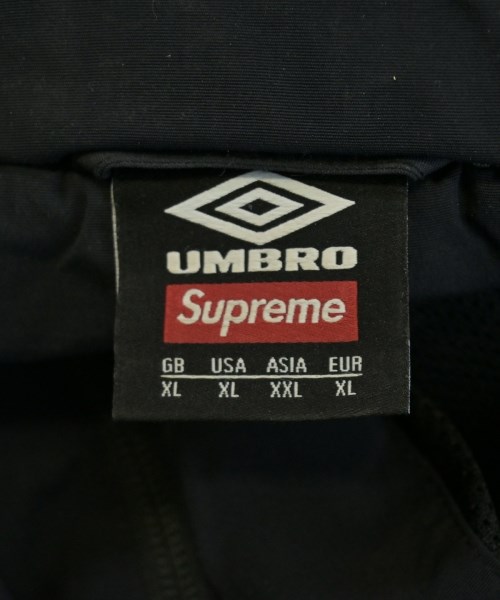 UMBRO
Supreme
GB USA ASIA EUR
XL XL XXL XL